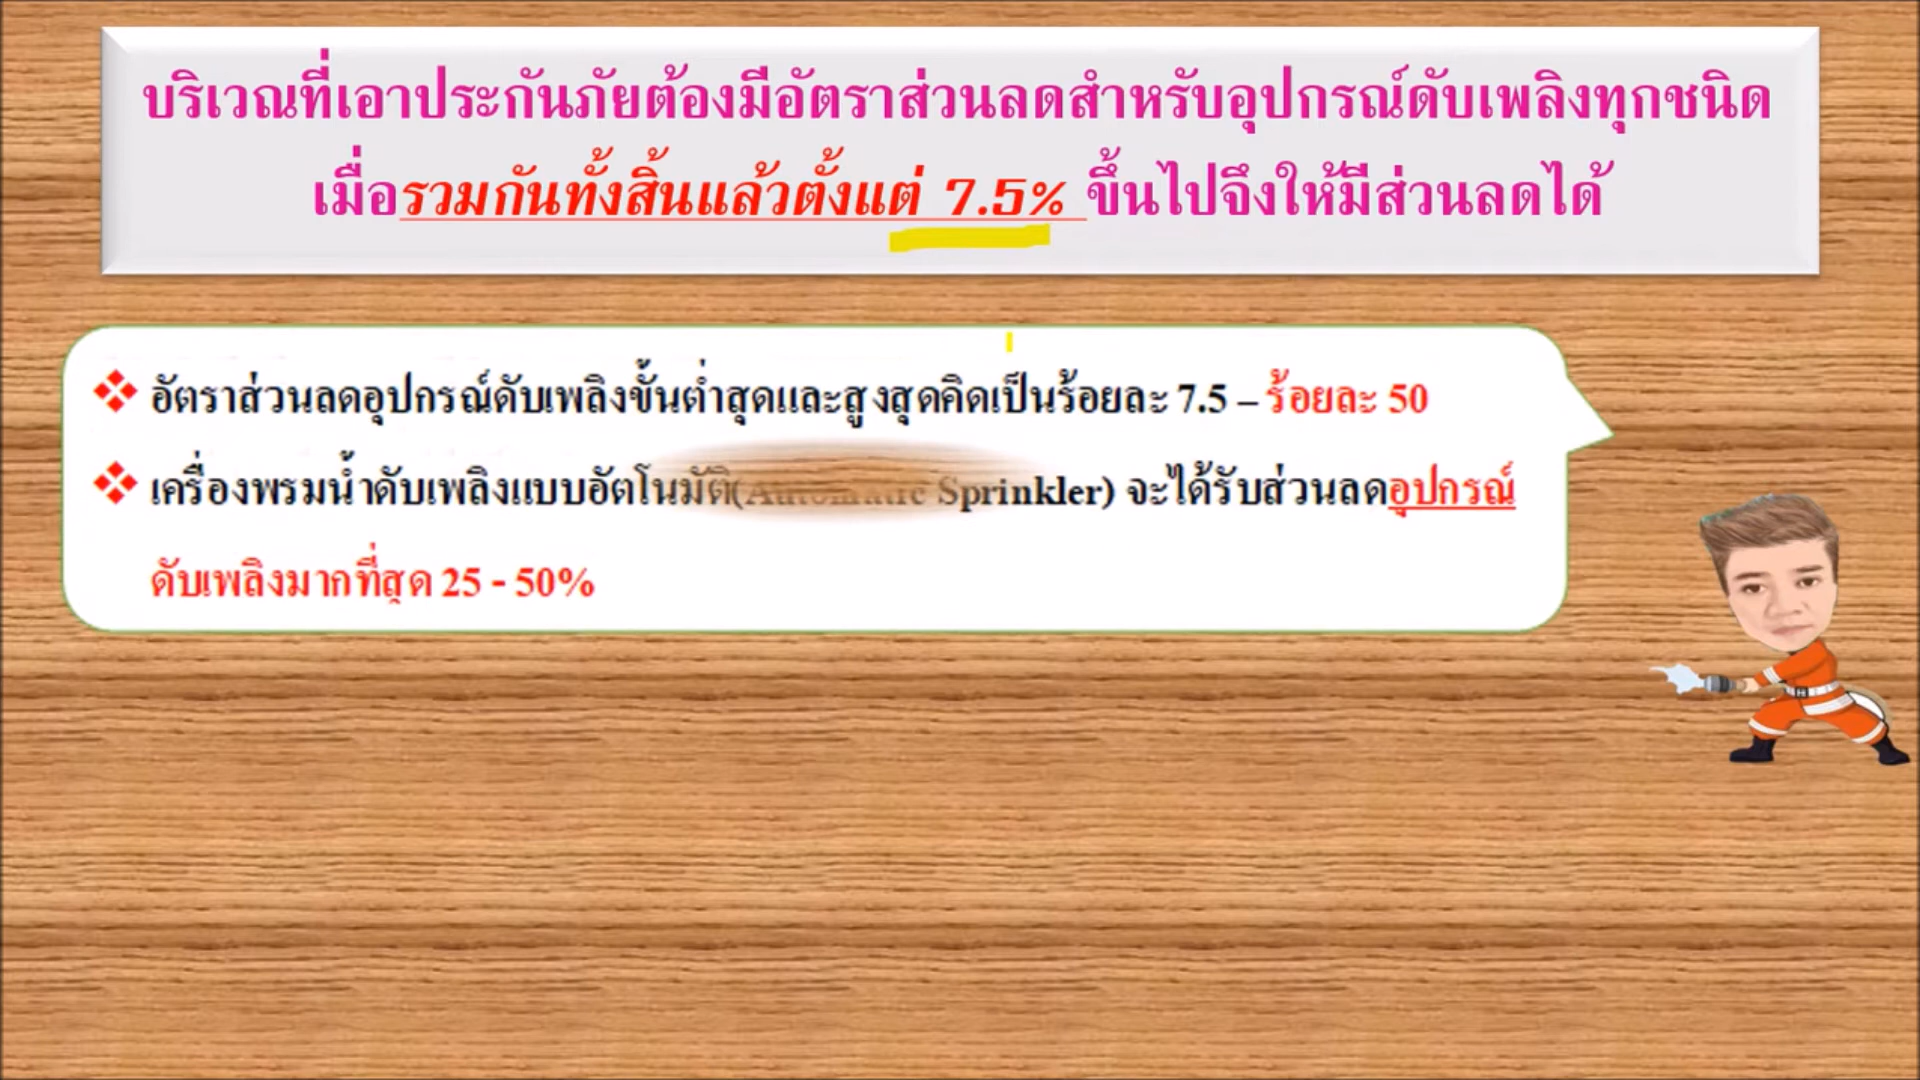 บริเวณที่เอาประกันภัยต้องมีอัตราส่วนลดสำหรับอุปกรณ์ดับเพลิงทุกชนิด
เมื่อรวมกันทั้งสิ้นแล้วตั้งแต่ 7.5% ขึ้นไปจึงให้มีส่วนลดได้
❖ อัตราส่วนลดอุปกรณ์ดับเพลิงขั้นต่ำสุดและสูงสุดคิดเป็นร้อยละ 7.5 – ร้อยละ 50
❖ เครื่องพรมน้ำดับเพลิงแบบอัตโนมัติ(Automatic Sprinkler) จะได้รับส่วนลดอุปกรณ์
ดับเพลิงมากที่สุด 25 - 50%